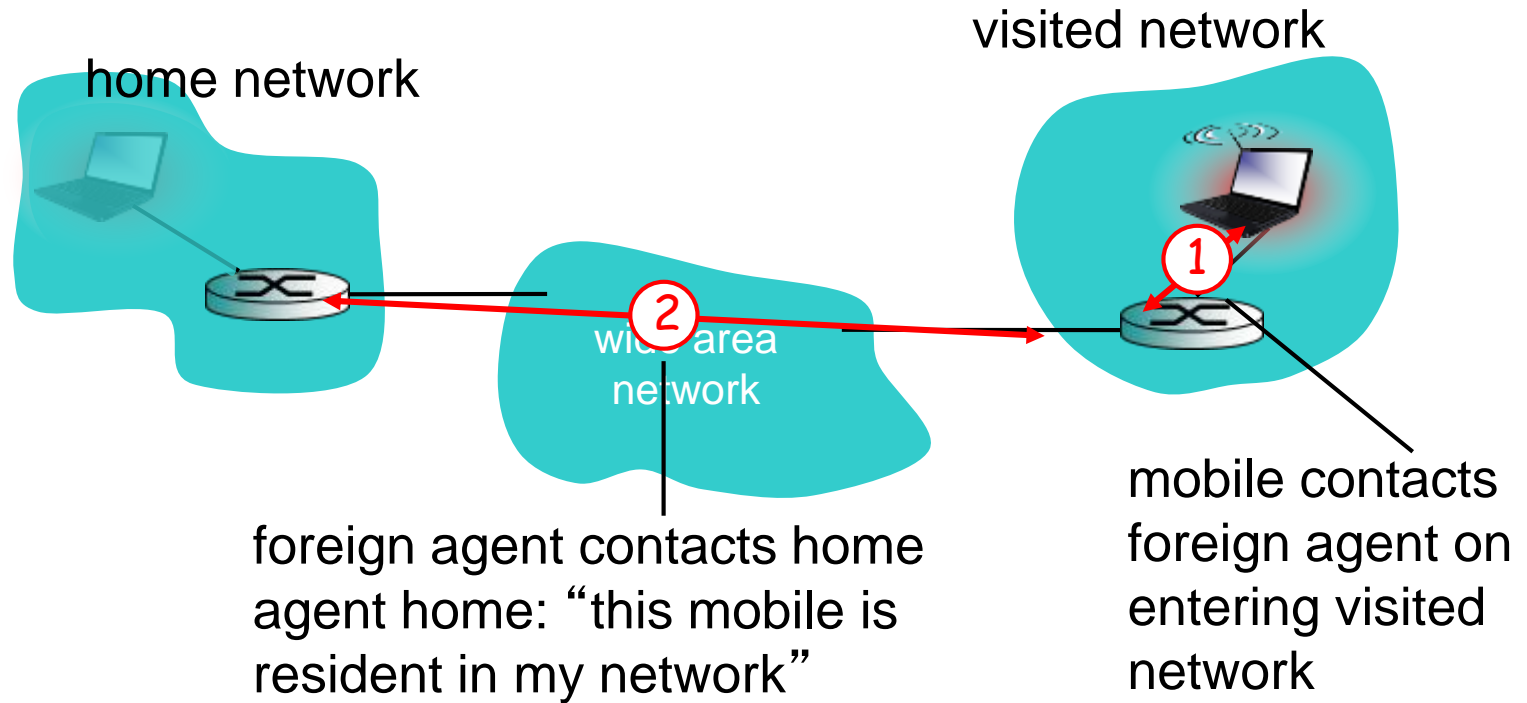 visited network
home network
1
2
wide area
network
foreign agent contacts home
agent home: “this mobile is
resident in my network”
mobile contacts
foreign agent on
entering visited
network